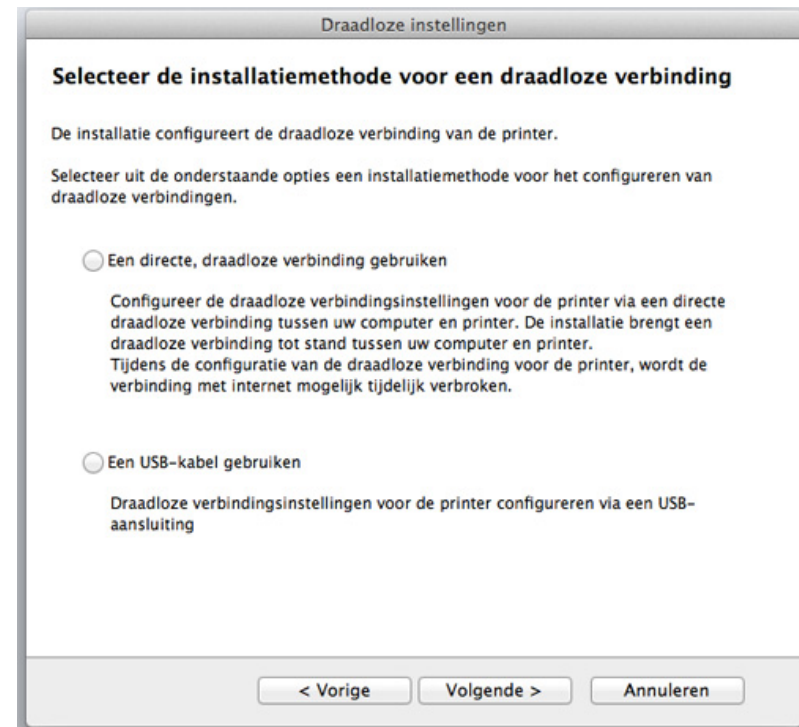 Draadloze instellingen
Selecteer de installatiemethode voor een draadloze verbinding
De installatie configureert de draadloze verbinding van de printer.
Selecteer uit de onderstaande opties een installatiemethode voor het configureren van
draadloze verbindingen.
Een directe, draadloze verbinding gebruiken
Configureer de draadloze verbindingsinstellingen voor de printer via een directe
draadloze verbinding tussen uw computer en printer. De installatie brengt een
draadloze verbinding tot stand tussen uw computer en printer.
Tijdens de configuratie van de draadloze verbinding voor de printer, wordt de
verbinding met internet mogelijk tijdelijk verbroken.
Een USB-kabel gebruiken
Draadloze verbindingsinstellingen voor de printer configureren via een USB-
aansluiting
< Vorige Volgende > Annuleren